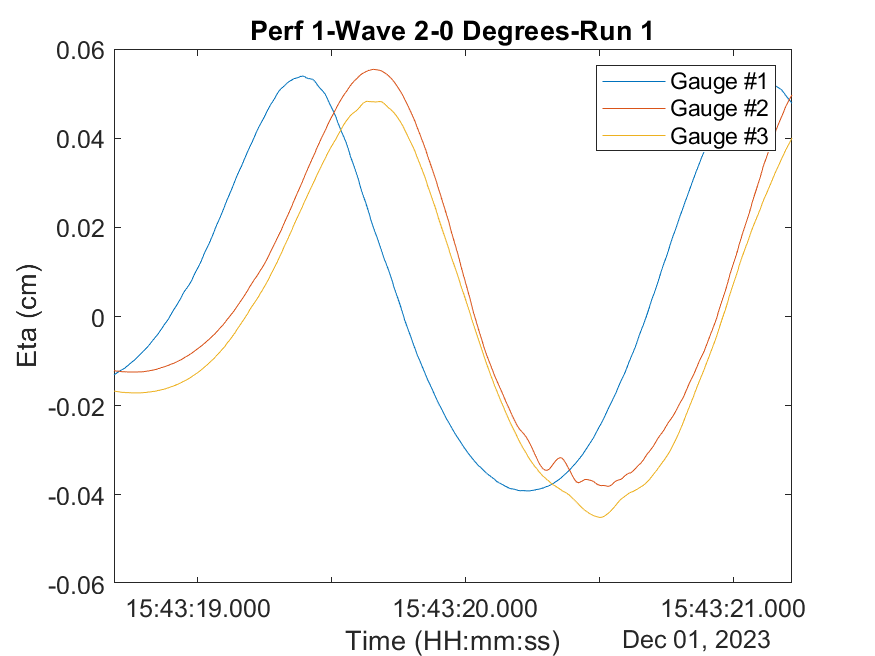 Perf 1-Wave 2-0 Degrees-Run 1
0.06
0.04
0.02
0
-0.02
-0.04
-0.06
Eta (cm)
Gauge #1
Gauge #2
Gauge #3
15:43:19.000 15:43:20.000 15:43:21.000
Time (HH:mm:ss) Dec 01, 2023